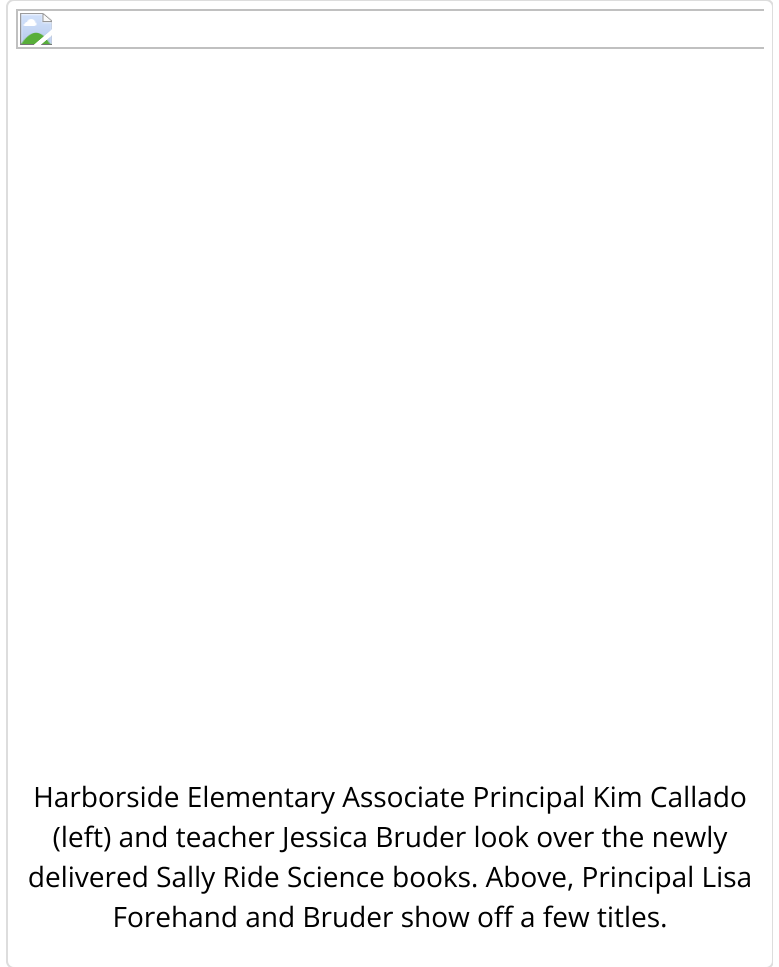 Harborside Elementary Associate Principal Kim Callado
(left) and teacher Jessica Bruder look over the newly
delivered Sally Ride Science books. Above, Principal Lisa
Forehand and Bruder show off a few titles.